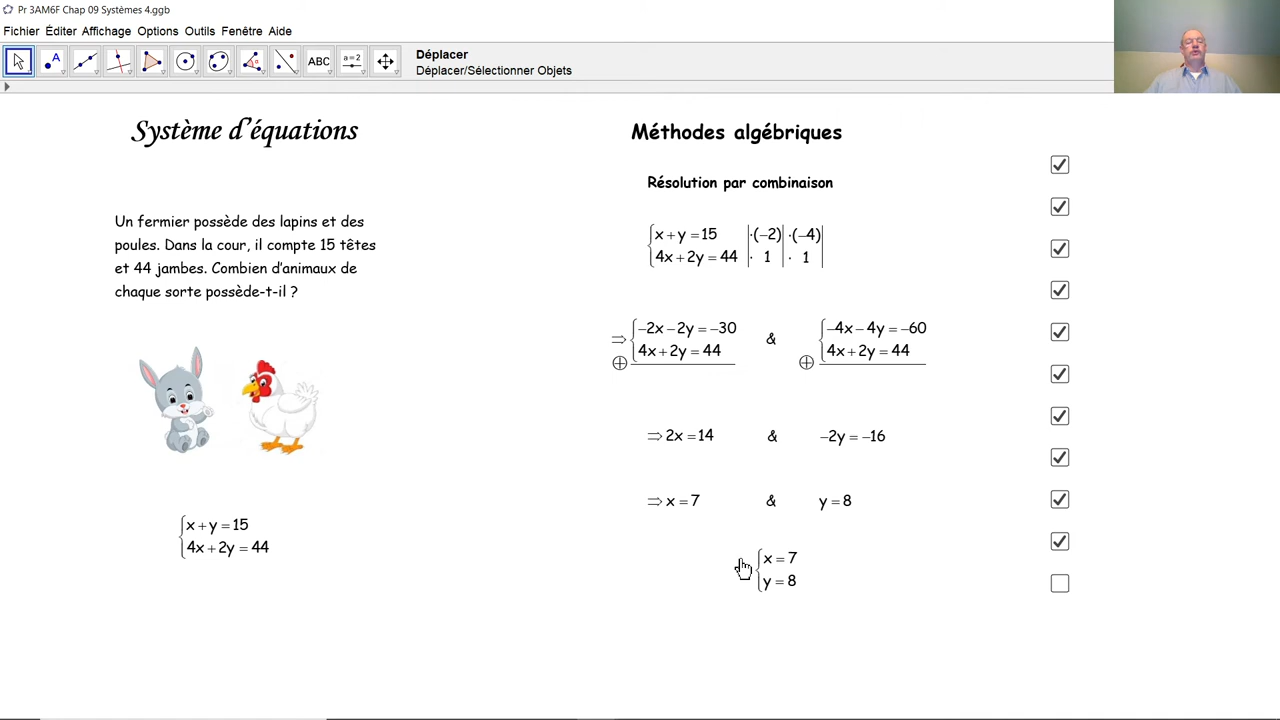 Pr 3AM6F Chap 09 Systèmes 4.ggb
Fichier Éditer Affichage Options Outils Fenêtre Aide
A
ABC
a=2
Déplacer
Déplacer/Sélectionner Objets
Système d'équations
Un fermier possède des lapins et des
poules. Dans la cour, il compte 15 têtes
et 44 jambes. Combien d'animaux de
chaque sorte possède-t-il ?
x + y = 15
4x + 2y = 44
Méthodes algébriques
Résolution par combinaison
x + y = 15 | ·(−2) | ·(−4) |
4x + 2y = 44 | · 1 | · 1 |
⇒ −2x − 2y = −30 & −4x − 4y = −60
⊕ 4x + 2y = 44 ⊕ 4x + 2y = 44
⇒ 2x = 14 & −2y = −16
⇒ x = 7 & y = 8
x = 7
y = 8